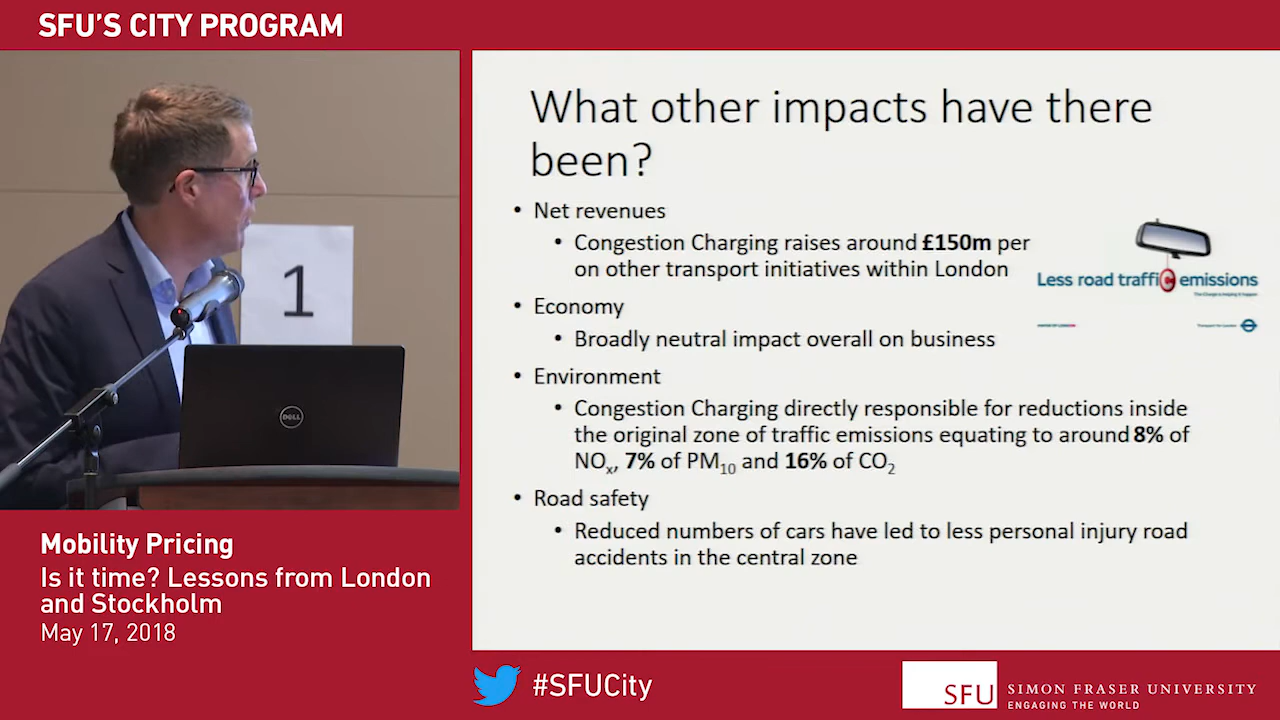 SFU'S CITY PROGRAM
1
DELL
Mobility Pricing
Is it time? Lessons from London
and Stockholm
May 17, 2018
What other impacts have there
been?
• Net revenues
• Congestion Charging raises around £150m per
on other transport initiatives within London
• Economy
• Broadly neutral impact overall on business
• Environment
• Congestion Charging directly responsible for reductions inside
the original zone of traffic emissions equating to around 8% of
NOₓ, 7% of PM₁₀ and 16% of CO₂
• Road safety
• Reduced numbers of cars have led to less personal injury road
accidents in the central zone
Less road traffic emissions
#SFUCity
SFU SIMON FRASER UNIVERSITY
ENGAGING THE WORLD